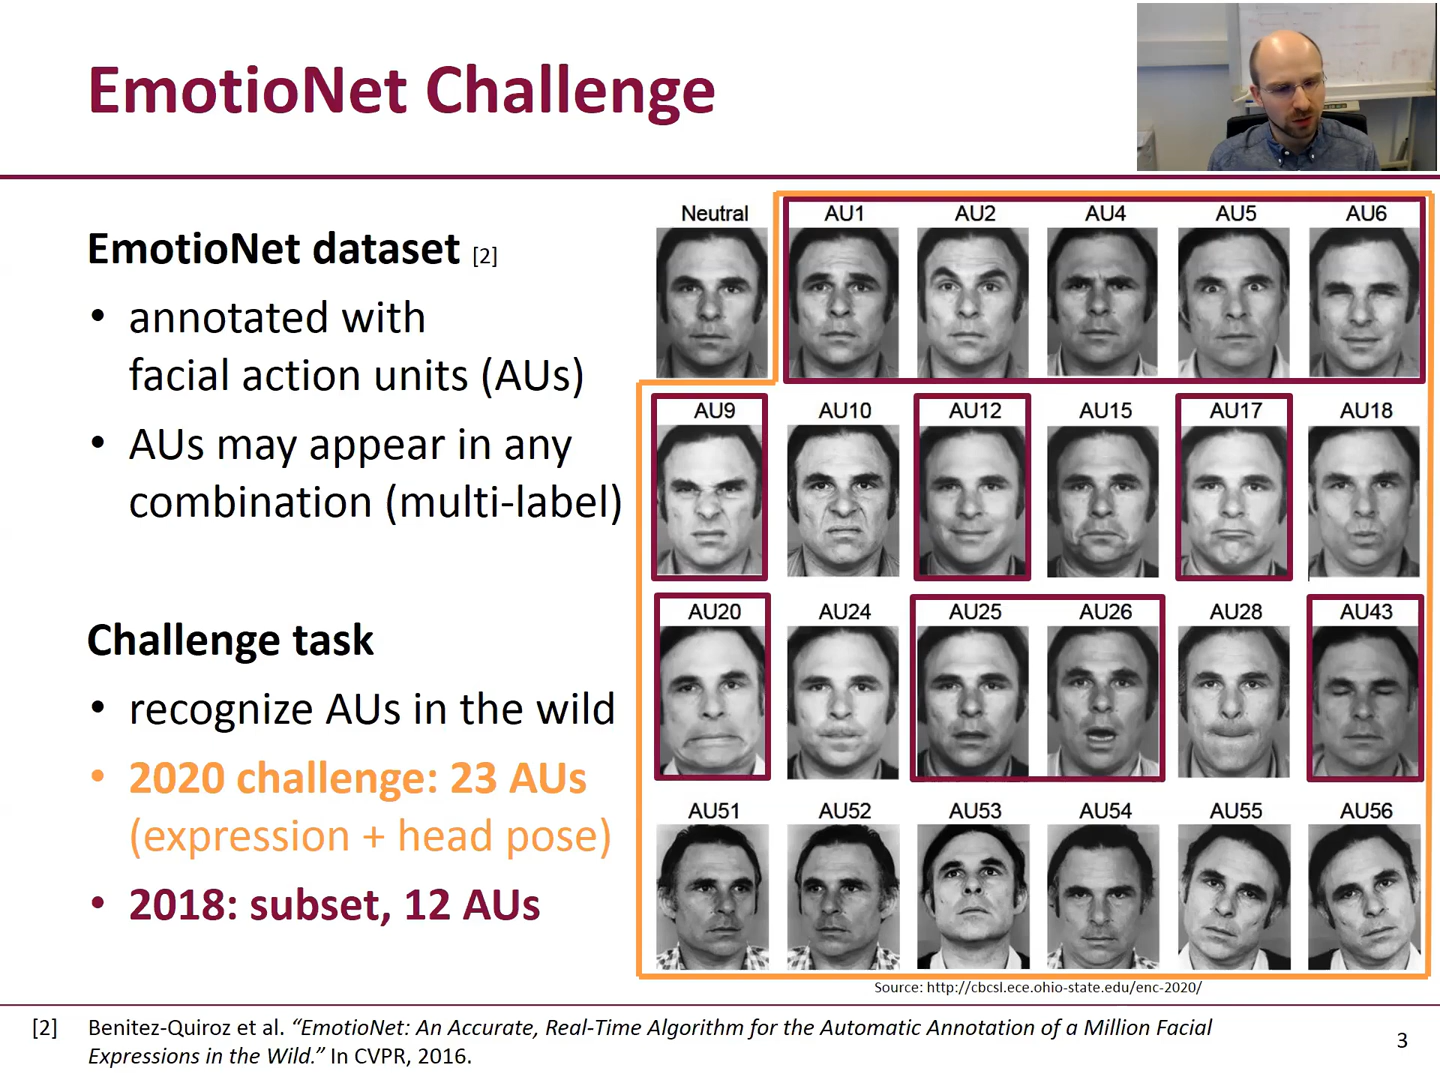 EmotioNet Challenge
EmotioNet dataset [2]
• annotated with
facial action units (AUs)
• AUs may appear in any
combination (multi-label)
Challenge task
• recognize AUs in the wild
• 2020 challenge: 23 AUs
(expression + head pose)
• 2018: subset, 12 AUs
Neutral AU1 AU2 AU4 AU5 AU6
AU9 AU10 AU12 AU15 AU17 AU18
AU20 AU24 AU25 AU26 AU28 AU43
AU51 AU52 AU53 AU54 AU55 AU56
Source: http://cbcsl.ece.ohio-state.edu/enc-2020/
[2] Benitez-Quiroz et al. “EmotioNet: An Accurate, Real-Time Algorithm for the Automatic Annotation of a Million Facial
Expressions in the Wild.” In CVPR, 2016.
3